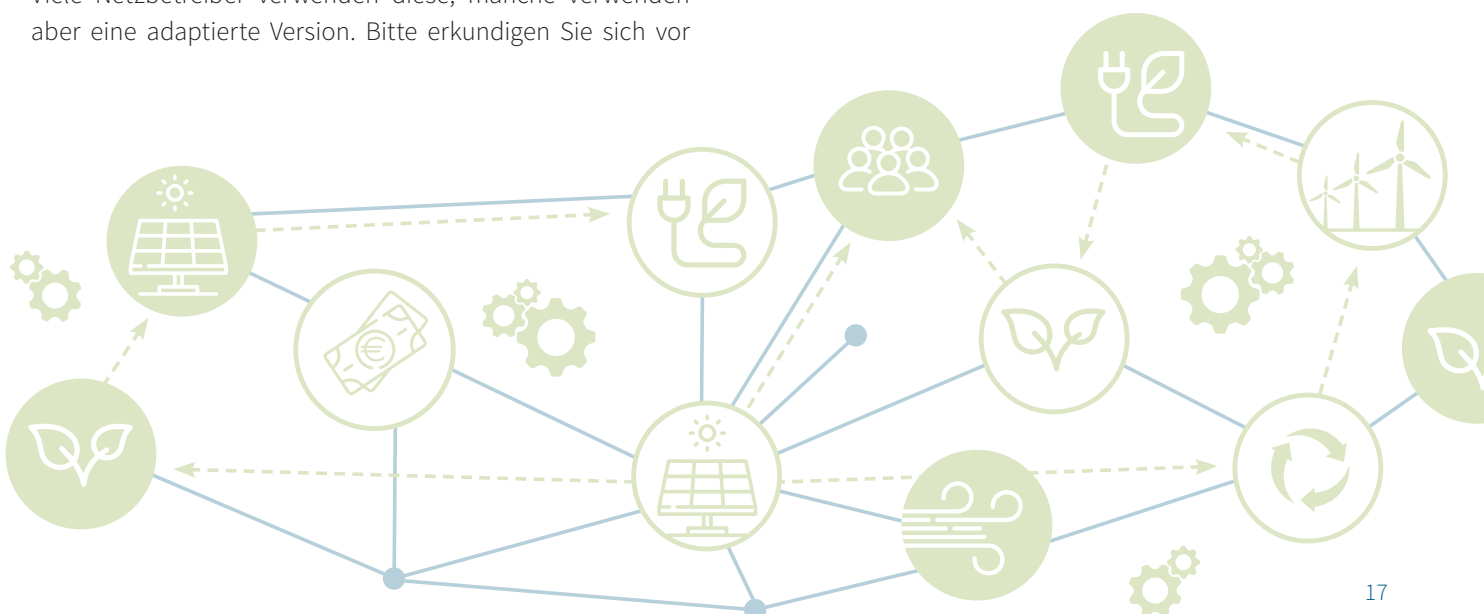 Viele Netzbetreiber verwenden diese, manche verwenden
aber eine adaptierte Version. Bitte erkundigen Sie sich vor
€
17